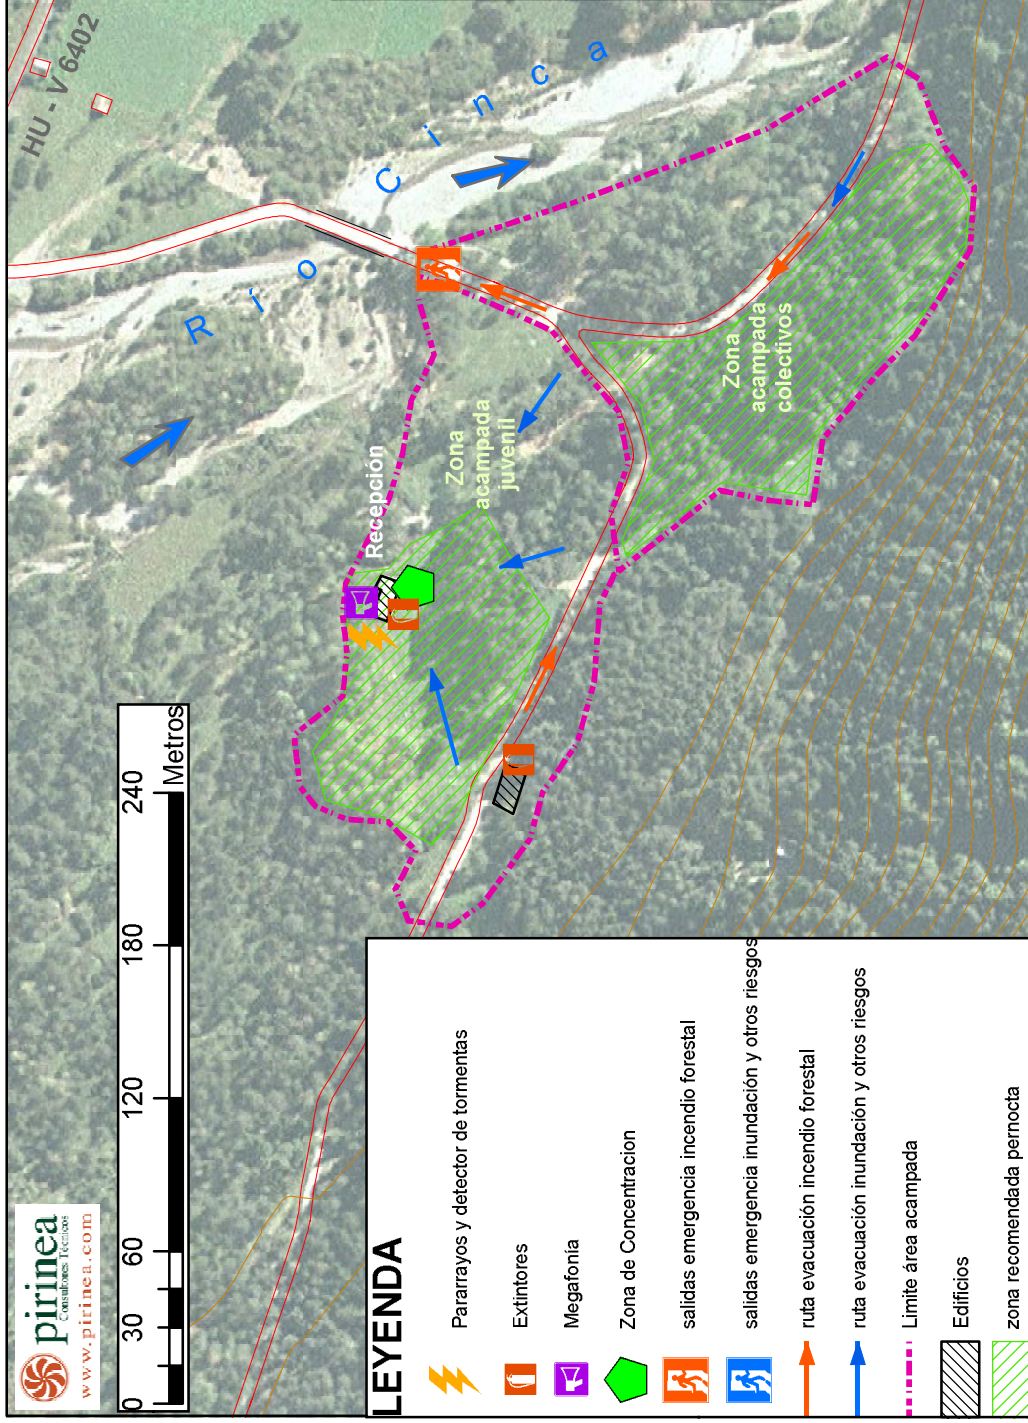 HU - V 6402
Río Cinca
Recepción
Zona
acampada
juvenil
Zona
acampada
colectivos
pirinea
Consultores Técnicos
www.pirinea.com
0 30 60 120 180 240
Metros
LEYENDA
Pararrayos y detector de tormentas
Extintores
Megafonía
Zona de Concentracion
salidas emergencia incendio forestal
salidas emergencia inundación y otros riesgos
ruta evacuación incendio forestal
ruta evacuación inundación y otros riesgos
Limite área acampada
Edificios
zona recomendada pernocta